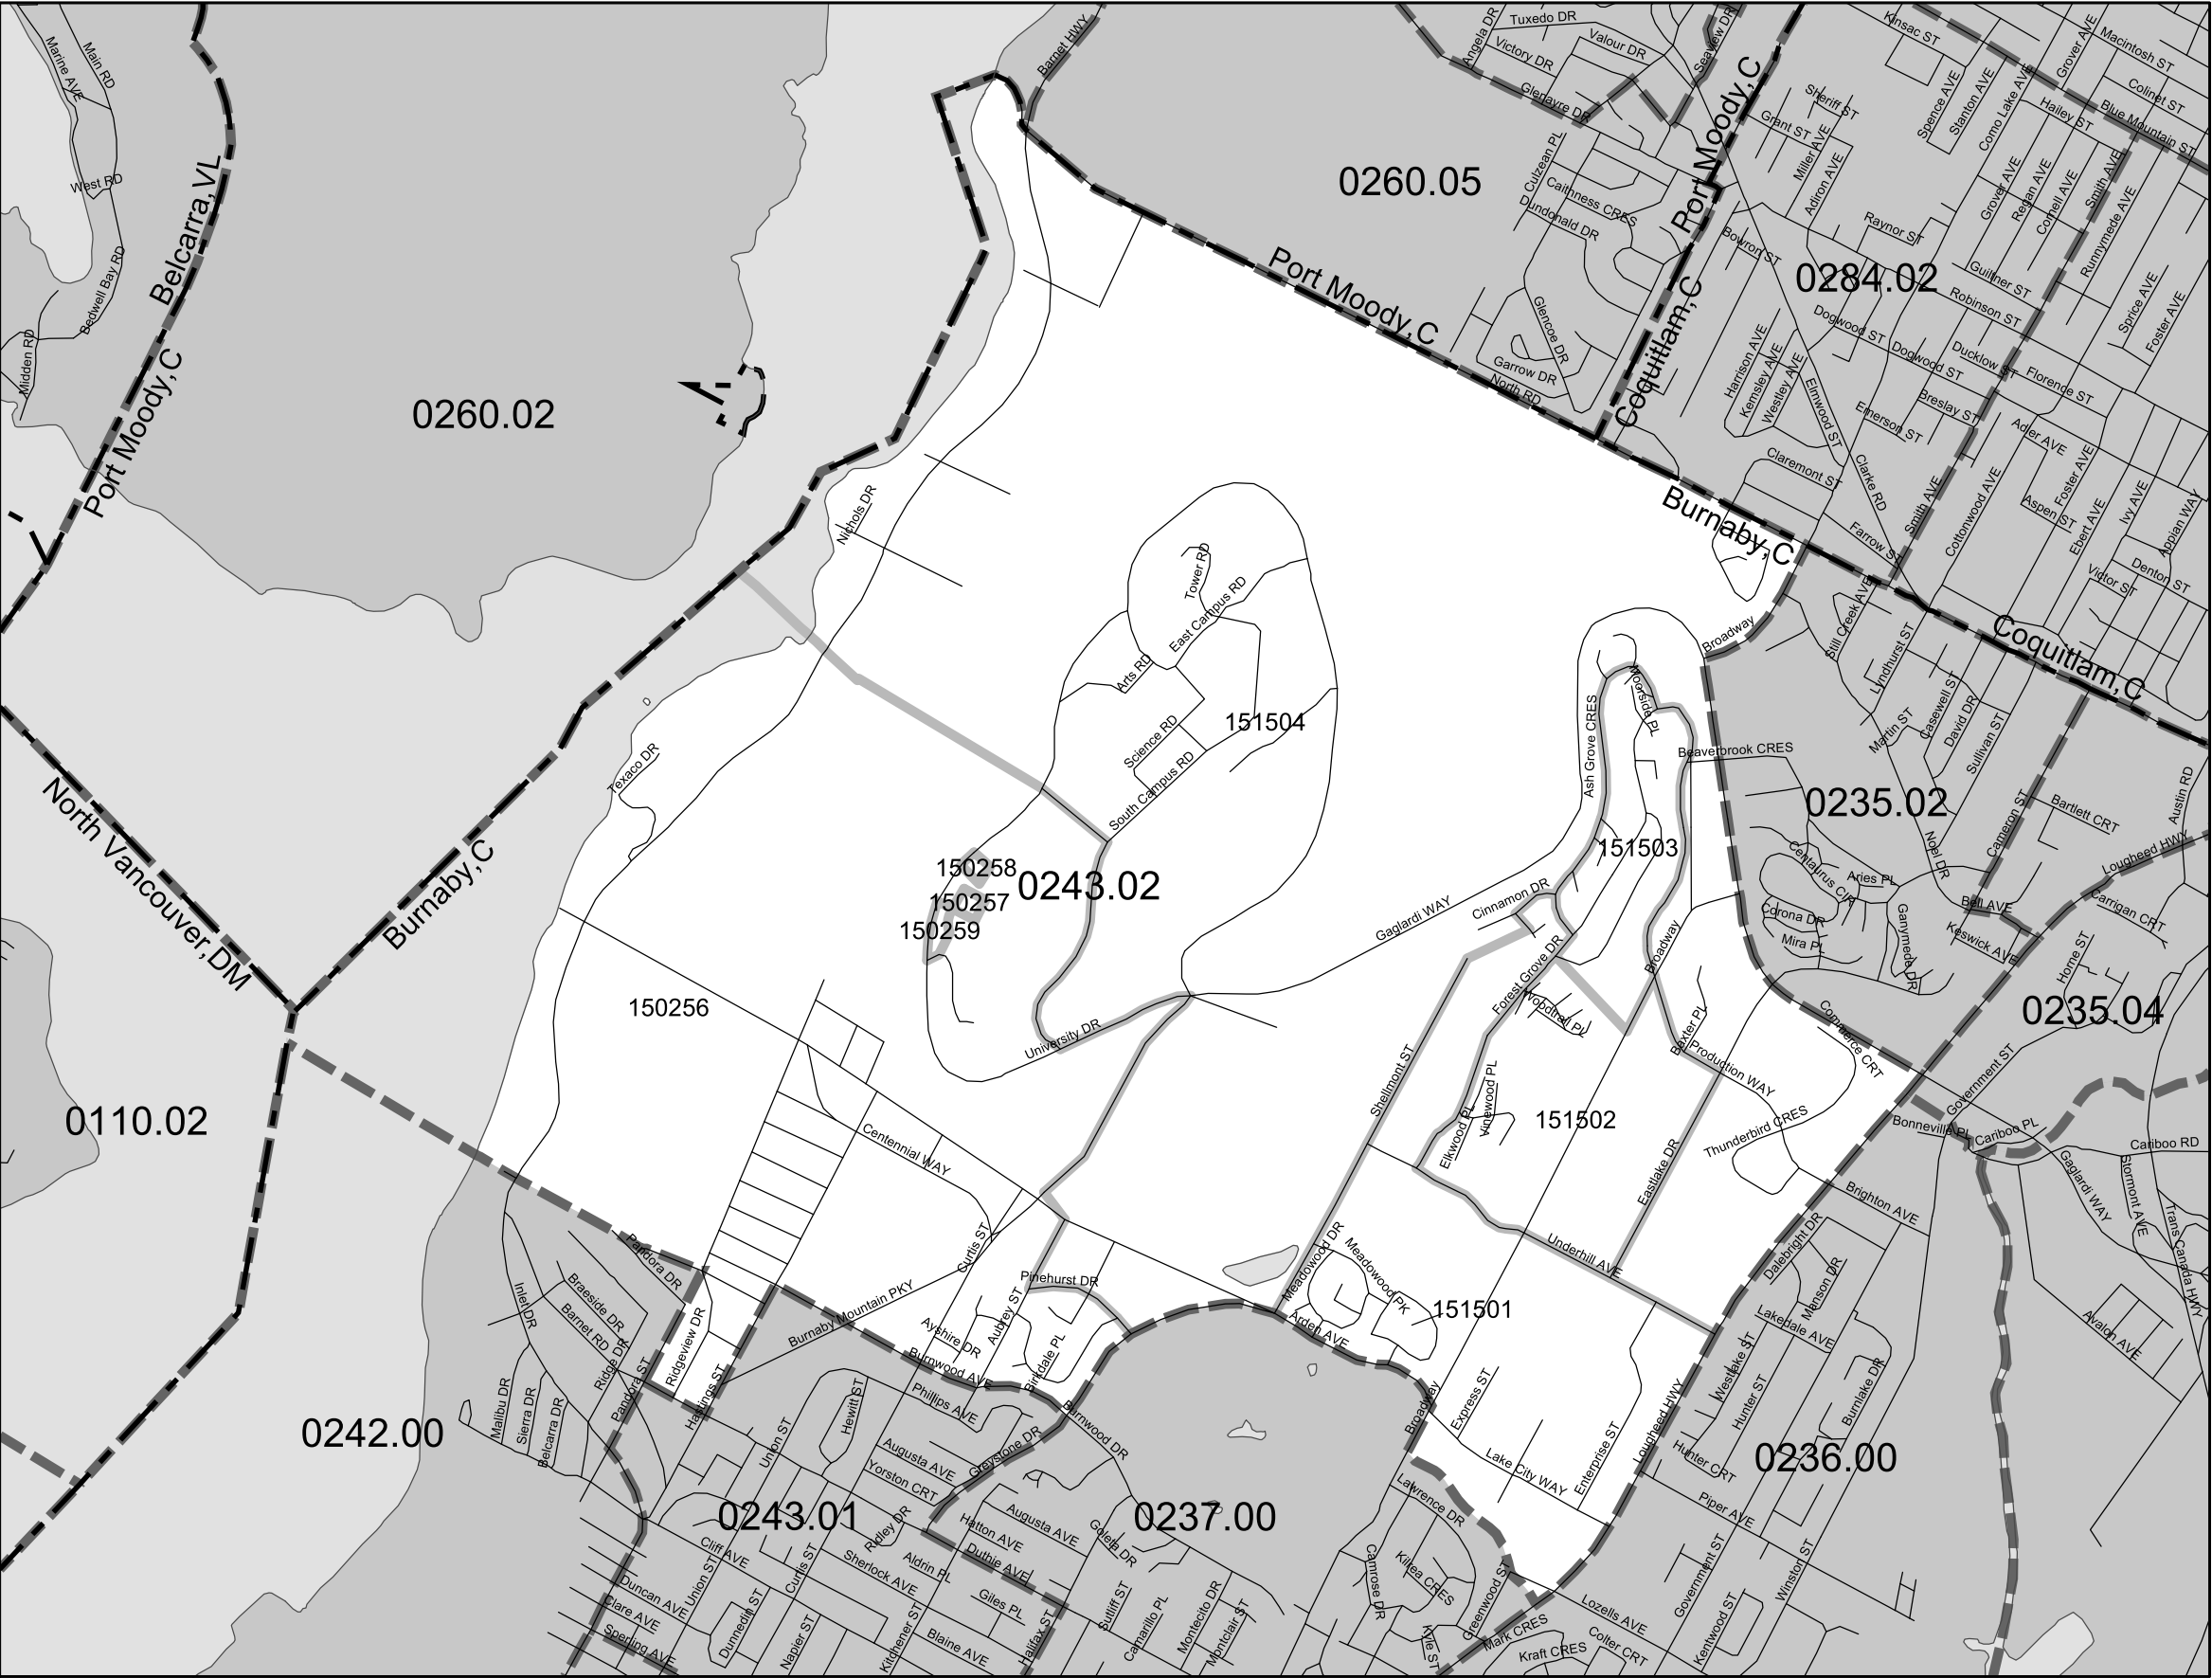 Marine AVE
Main RD
West RD
Bedwell Bay RD
Midden RD
Belcarra,VL
Port Moody,C
0260.02
Barnet HWY
0260.05
Angela DR
Tuxedo DR
Victory DR
Valour DR
Seaview DR
Glenayre DR
Culzean PL
Caithness CRES
Dundonald DR
Glencoe DR
Garrow DR
North RD
Port Moody,C
Port Moody,C
Coquitlam,C
Burnaby,C
Coquitlam,C
Kinsac ST
Grover AVE
Macintosh ST
Colinet ST
Blue Mountain ST
Hailey ST
Spence AVE
Stanton AVE
Como Lake AVE
Sheriff ST
Grant ST
Miller AVE
Adiron AVE
Grover AVE
Regan AVE
Cornell AVE
Smith AVE
Runnymede AVE
Raynor ST
Bowron ST
0284.02
Guilfner ST
Robinson ST
Sprice AVE
Foster AVE
Dogwood ST
Dogwood ST
Ducklow ST
Florence ST
Harrison AVE
Kemsley AVE
Westley AVE
Elmwood ST
Emerson ST
Breslay ST
Adler AVE
Claremont ST
Clarke RD
Smith AVE
Cottonwood AVE
Foster AVE
Aspen ST
Ebert AVE
Ivy AVE
Appian WAY
Farrow ST
Victor ST
Denton ST
Still Creek AVE
Broadway
Lyndhurst ST
Martin ST
Casewell ST
David DR
Sullivan ST
Nichols DR
Tower RD
East Campus RD
Arts RD
Science RD
South Campus RD
151504
Texaco DR
North Vancouver,DM
Burnaby,C
150258
150257
150259
0243.02
150256
University DR
Gaglardi WAY
Ash Grove CRES
Woorside PL
Beaverbrook CRES
151503
Cinnamon DR
Forest Grove DR
Broadway
Woodtrail PL
Baxter PL
Production WAY
Shellmont ST
Elkwood PL
Vinewood PL
151502
Thunderbird CRES
Eastlake DR
Underhill AVE
Commerce CRT
0235.02
Noel DR
Cameron ST
Bartlett CRT
Austin RD
Lougheed HWY
Centaurus CIR
Aries PL
Corona DR
Mira PL
Ganymede DR
Bell AVE
Keswick AVE
Carrigan CRT
Home ST
0235.04
Government ST
Bonneville PL
Cariboo PL
Cariboo RD
Gaglardi WAY
Stormont AVE
Trans Canada HWY
Avalon AVE
Brighton AVE
Dalebright DR
Manson DR
Lakedale AVE
Westlake ST
Hunter ST
Burnlake DR
Hunter CRT
0236.00
Piper AVE
Government ST
Winston ST
Kentwood ST
Lozells AVE
Colter CRT
Kraft CRES
Mark CRES
Greenwood ST
Kyle ST
Lougheed HWY
Enterprise ST
Lake City WAY
Express ST
Broadway
151501
Meadowood DR
Meadowood PK
Arden AVE
Lawrence DR
Kilrea CRES
Camrose DR
0110.02
0242.00
Centennial WAY
Curtis ST
Burnaby Mountain PKY
Pinehurst DR
Aubrey ST
Ayshire DR
Burnwood AVE
Birkdale PL
Burnwood DR
Pandora DR
Inlet DR
Braeside DR
Barnet RD
Ridge DR
Pandora ST
Ridgeview DR
Hastings ST
Malibu DR
Sierra DR
Belcarra DR
Phillips AVE
Hewitt ST
Union ST
Augusta AVE
Yorston CRT
Greystone DR
0243.01
Ridley DR
0237.00
Augusta AVE
Hatton AVE
Duthie AVE
Goleta DR
Cliff AVE
Union ST
Curtis ST
Sherlock AVE
Aldrin PL
Giles PL
Duncan AVE
Clare AVE
Sperling AVE
Dunnedin ST
Napier ST
Kitchener ST
Blaine AVE
Halifax ST
Sutliff ST
Camarillo PL
Montecito DR
Montclair ST